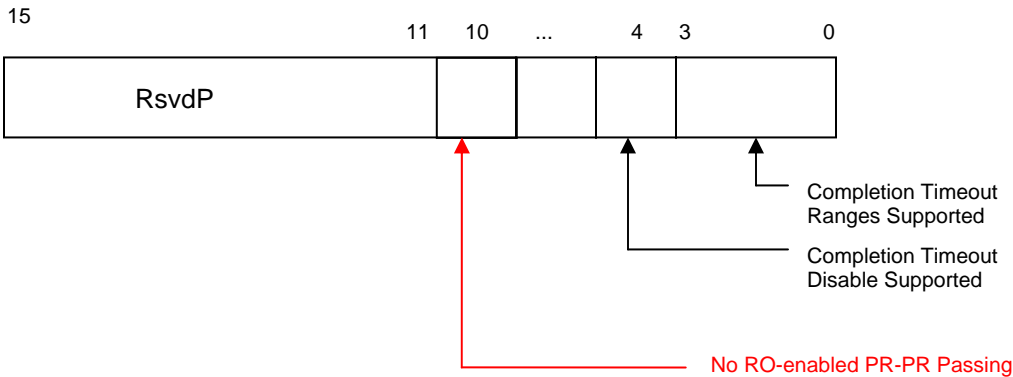 15
11 10 ... 4 3 0
RsvdP
Completion Timeout
Ranges Supported
Completion Timeout
Disable Supported
No RO-enabled PR-PR Passing